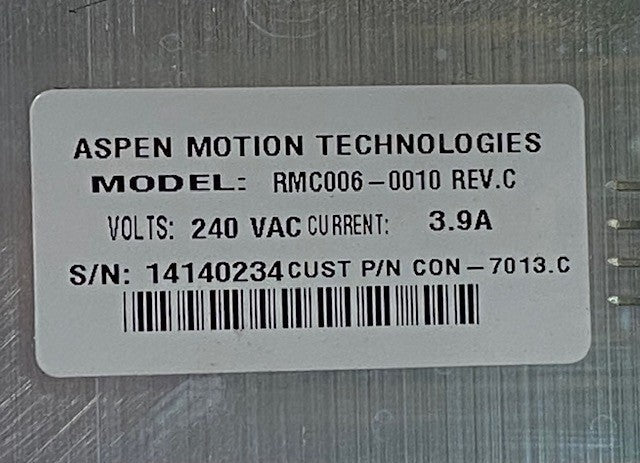 ASPEN MOTION TECHNOLOGIES
MODEL: RMC006-0010 REV.C
VOLTS: 240 VAC CURRENT: 3.9A
S/N: 14140234 CUST P/N CON-7013.C